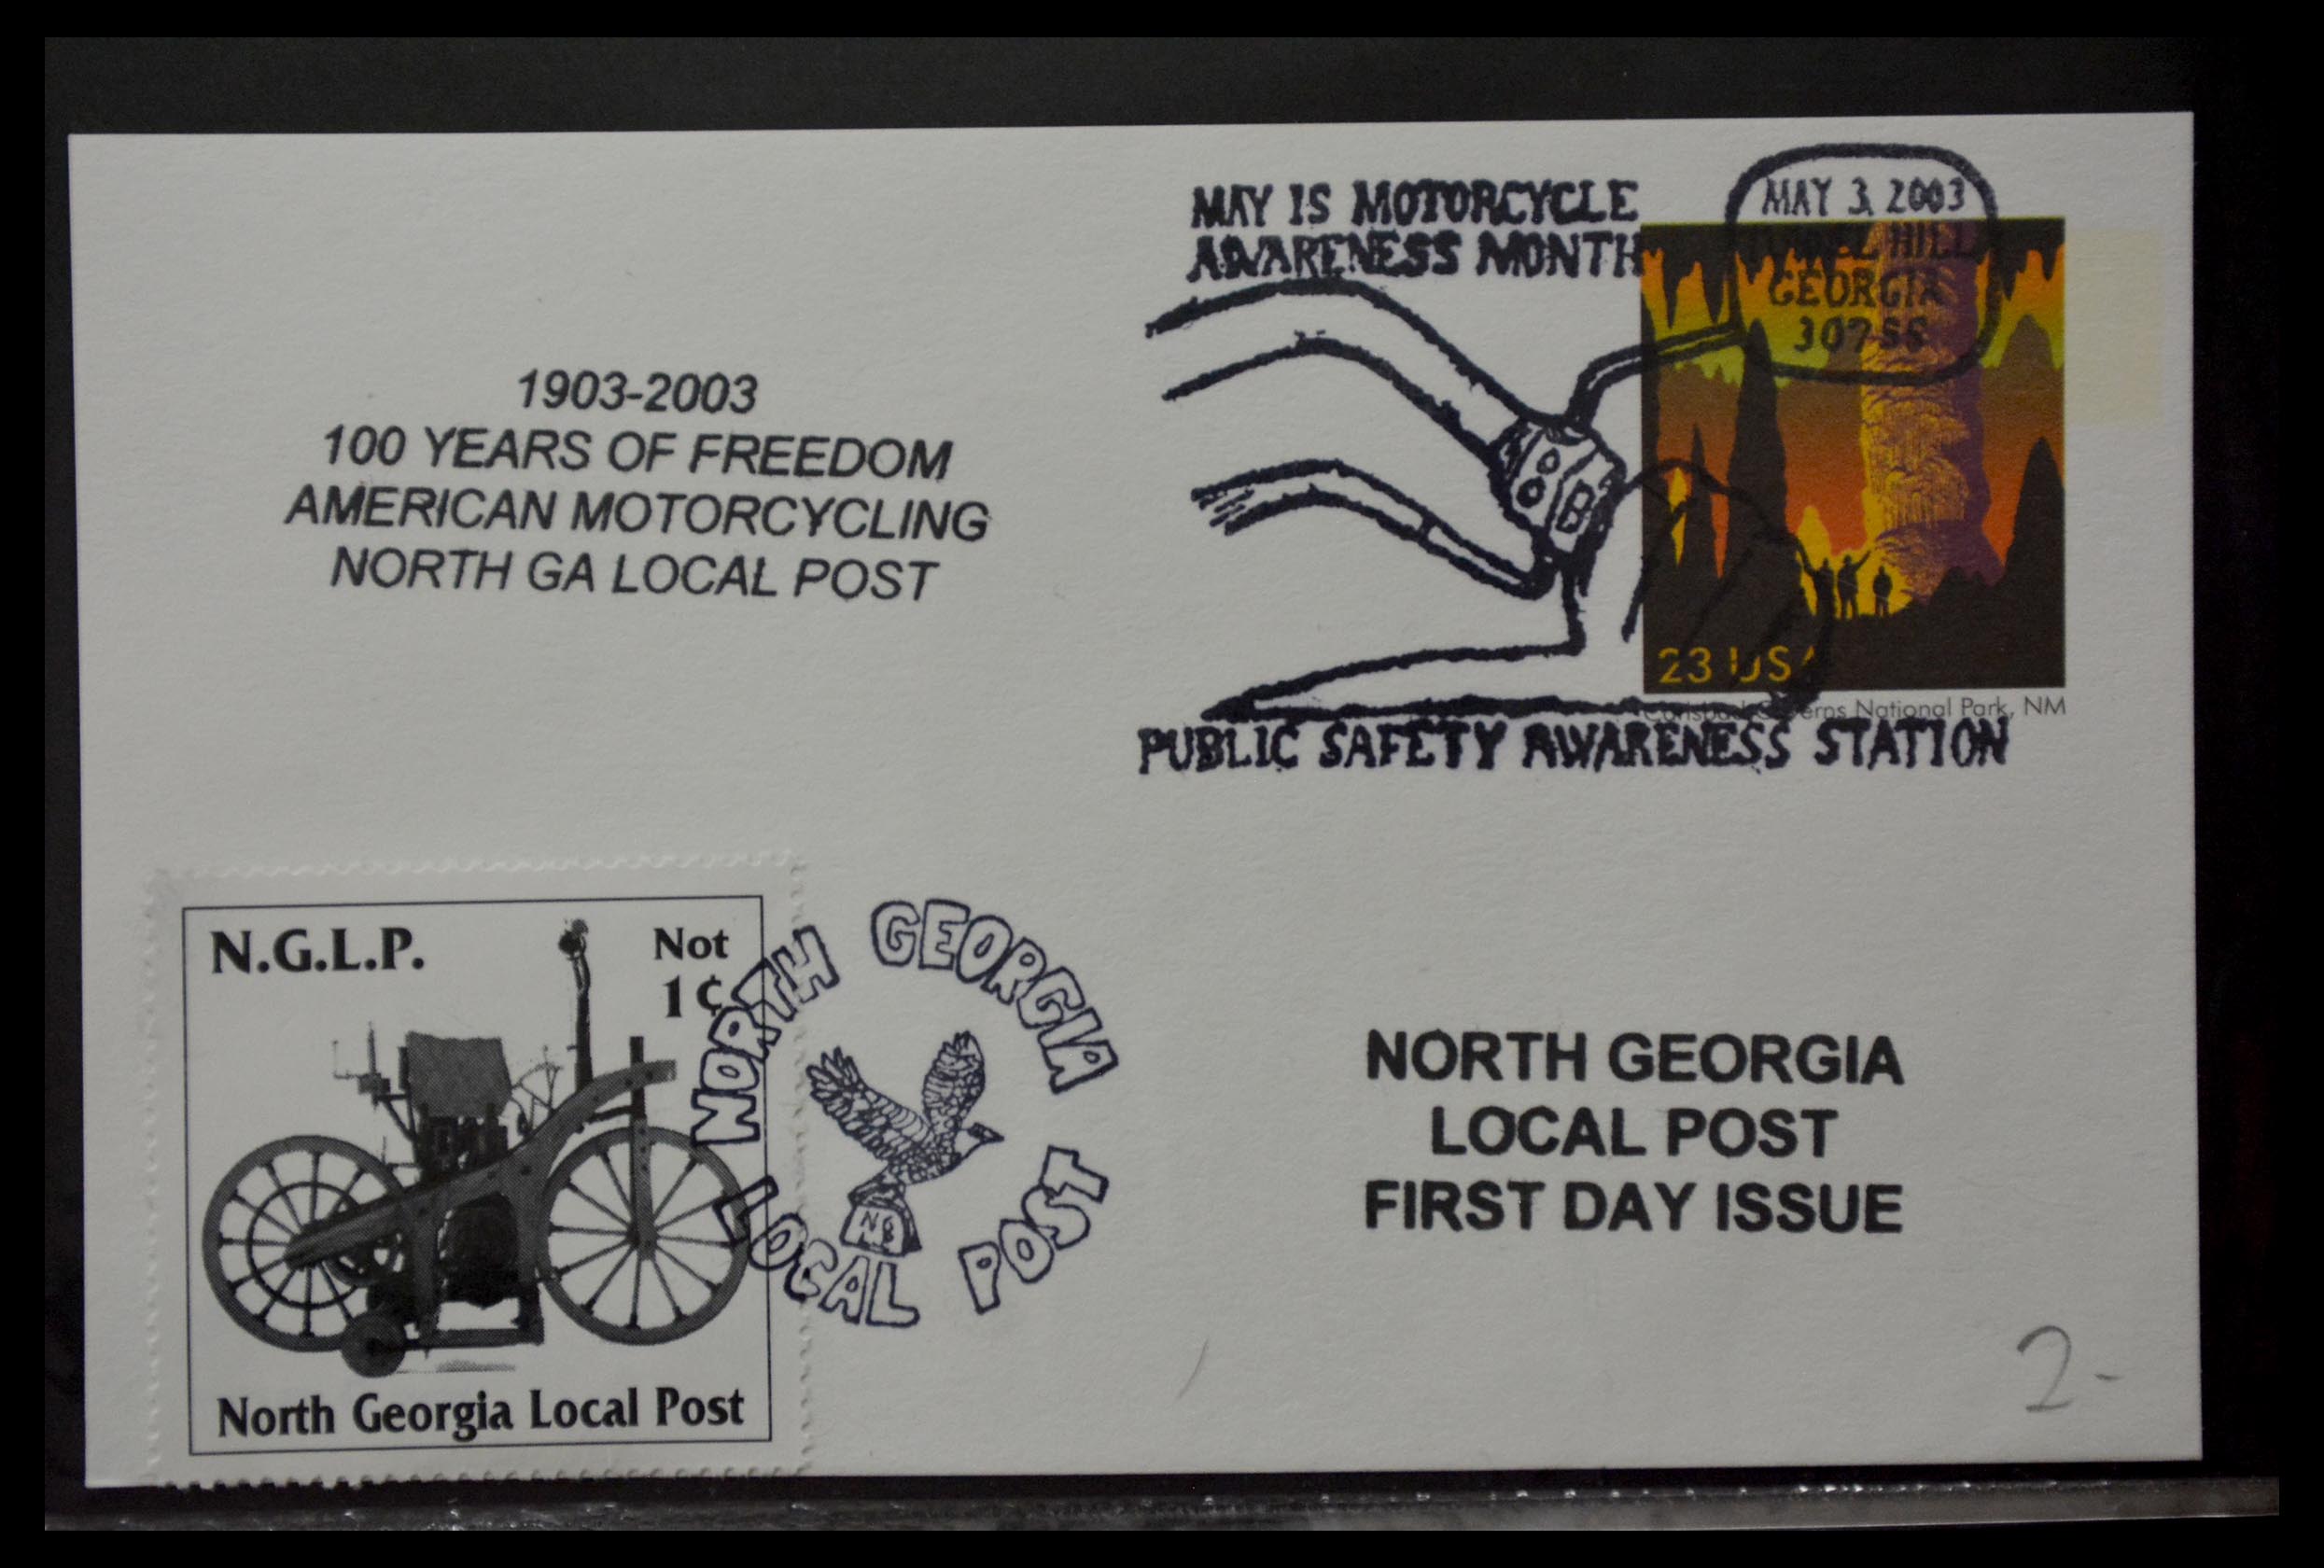 MAY IS MOTORCYCLE
AWARENESS MONTH
MAY 3, 2003
HILL
GEORGIA
1903-2003
100 YEARS OF FREEDOM
AMERICAN MOTORCYCLING
NORTH GA LOCAL POST
23 USA
National Park, NM
PUBLIC SAFETY AWARENESS STATION
N.G.L.P.
Not
1¢
North Georgia Local Post
NORTH GEORGIA
LOCAL POST
NG
NORTH GEORGIA
LOCAL POST
FIRST DAY ISSUE
2-